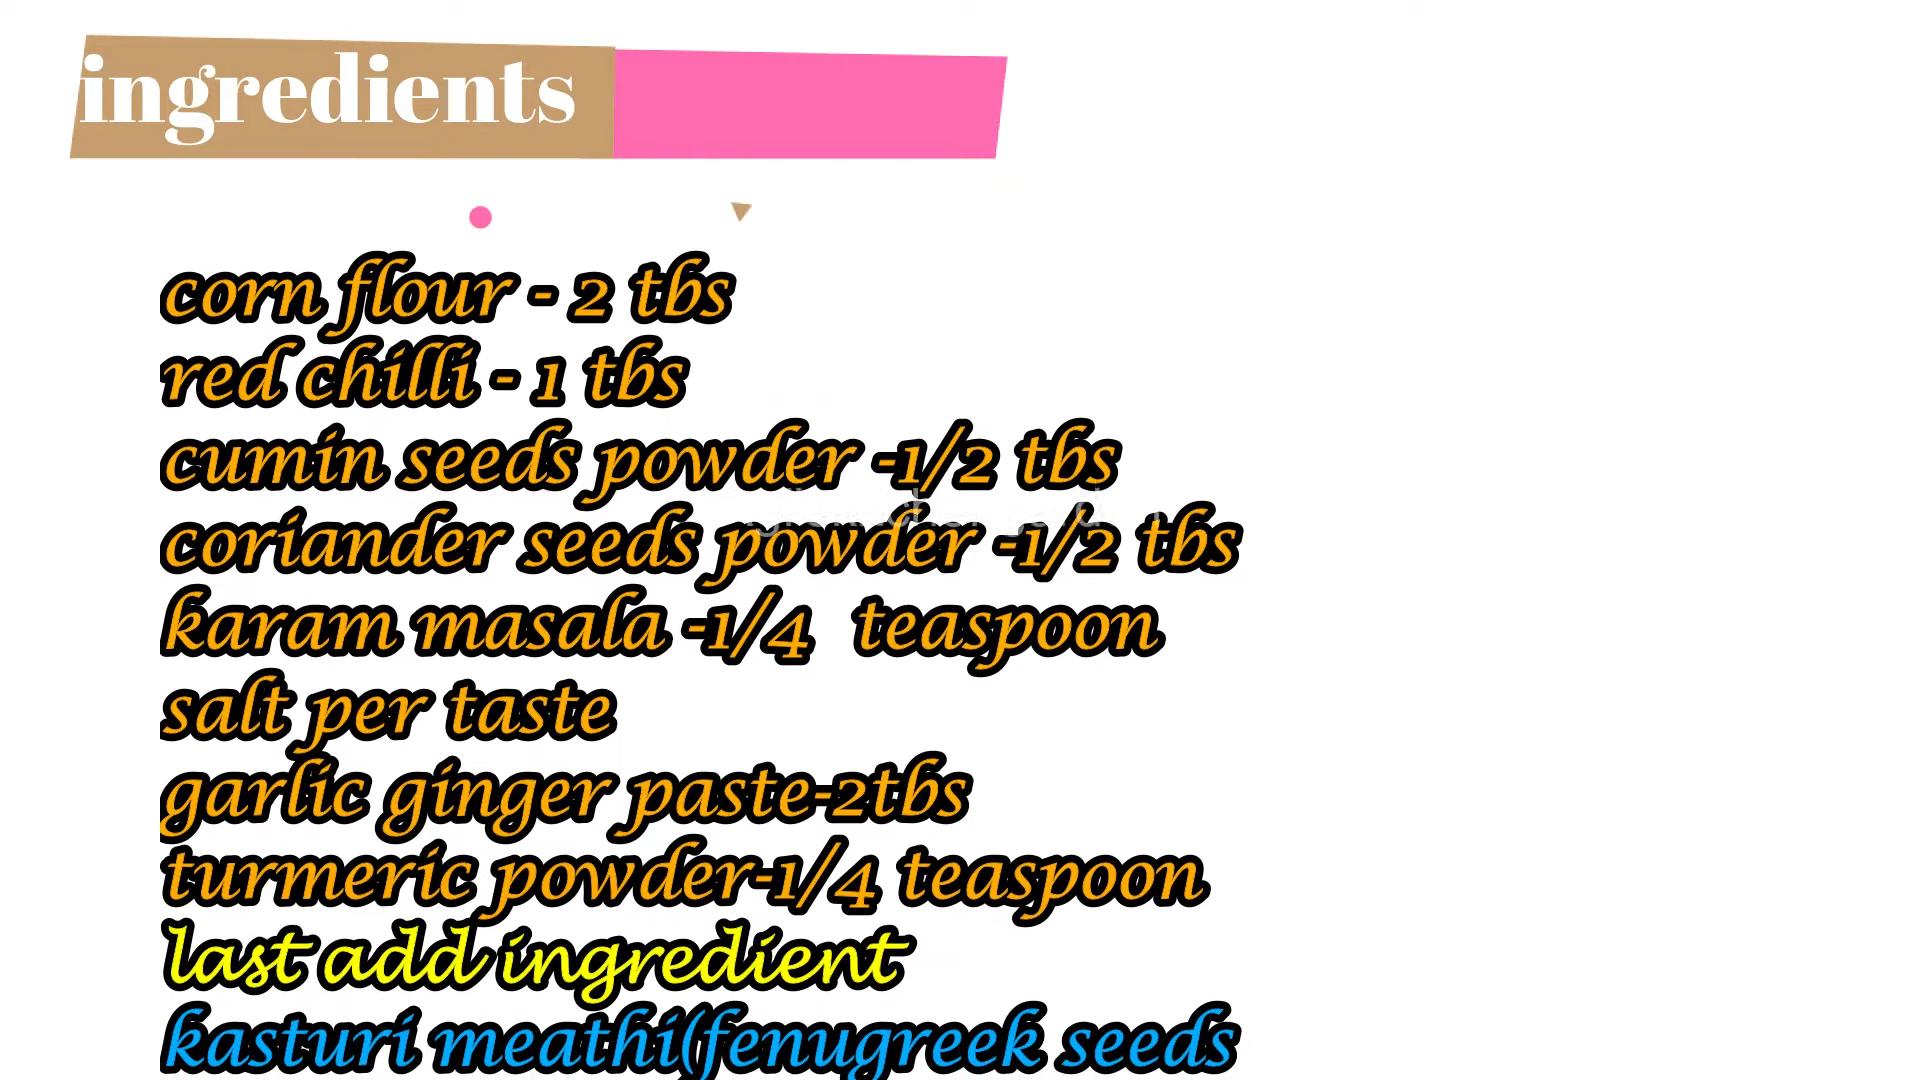 ingredients
corn flour - 2 tbs
red chilli - 1 tbs
cumin seeds powder -1/2 tbs
coriander seeds powder -1/2 tbs
karam masala -1/4 teaspoon
salt per taste
garlic ginger paste-2tbs
turmeric powder-1/4 teaspoon
last add ingredient
kasturi meathi(fenugreek seeds